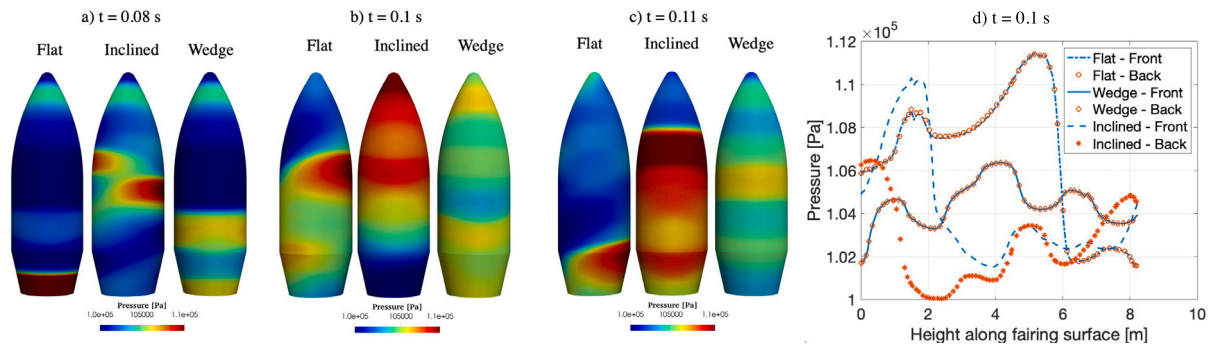 a) t = 0.08 s
Flat Inclined Wedge
Pressure [Pa]
1.0e+05 105000 1.1e+05
b) t = 0.1 s
Flat Inclined Wedge
Pressure [Pa]
1.0e+05 105000 1.1e+05
c) t = 0.11 s
Flat Inclined Wedge
Pressure [Pa]
1.0e+05 105000 1.1e+05
d) t = 0.1 s
×10⁵
1.12
1.1
1.08
1.06
1.04
1.02
1
Pressure [Pa]
Flat - Front
Flat - Back
Wedge - Front
Wedge - Back
Inclined - Front
Inclined - Back
0 2 4 6 8 10
Height along fairing surface [m]